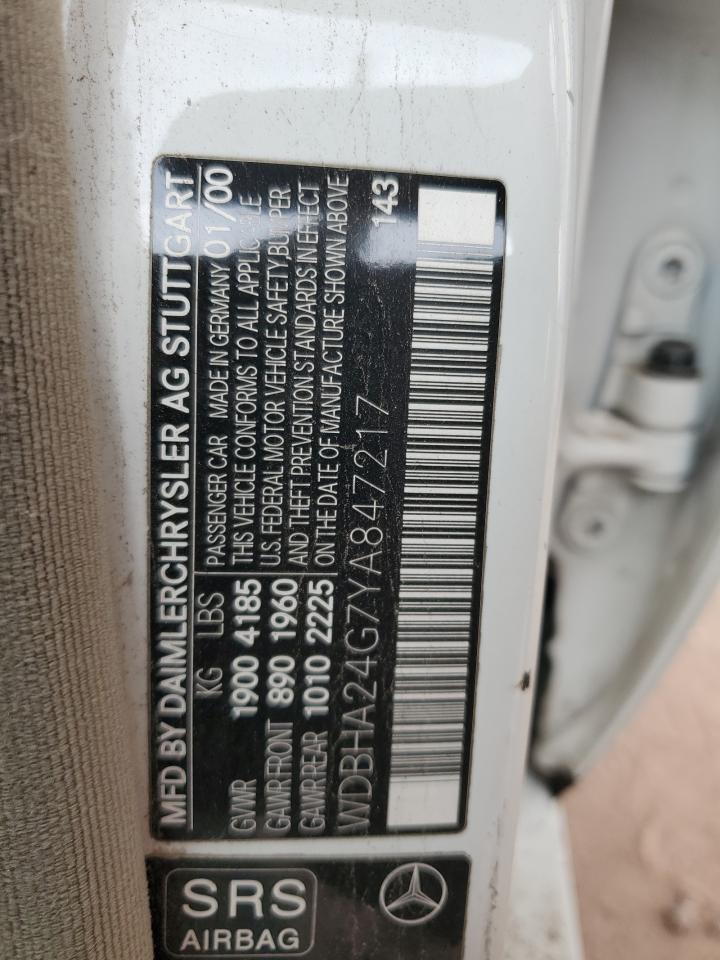 MFD BY DAIMLERCHRYSLER AG STUTTGART
KG LBS PASSENGER CAR MADE IN GERMANY 01/00
GVWR 1900 4185 THIS VEHICLE CONFORMS TO ALL APPLICABLE
GAWR FRONT 890 1960 U.S. FEDERAL MOTOR VEHICLE SAFETY, BUMPER
GAWR REAR 1010 2225 AND THEFT PREVENTION STANDARDS IN EFFECT
ON THE DATE OF MANUFACTURE SHOWN ABOVE
WDBHA24G7YA847217 143
SRS
AIRBAG